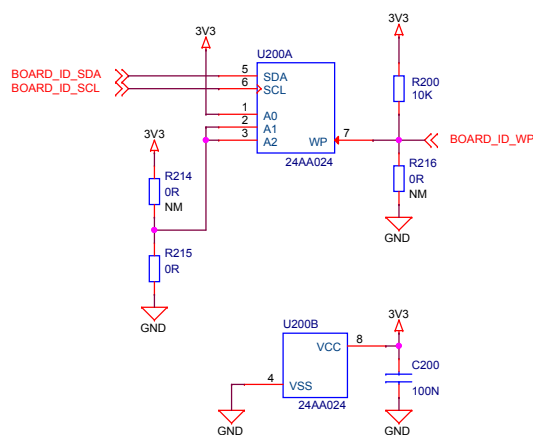 3V3
3V3
U200A
BOARD_ID_SDA
5
SDA
BOARD_ID_SCL
6
SCL
R200
10K
1
A0
2
A1
3
A2
WP
7
BOARD_ID_WP
24AA024
3V3
R214
0R
NM
R216
0R
NM
GND
R215
0R
GND
U200B
3V3
VCC
8
C200
100N
4
VSS
24AA024
GND
GND